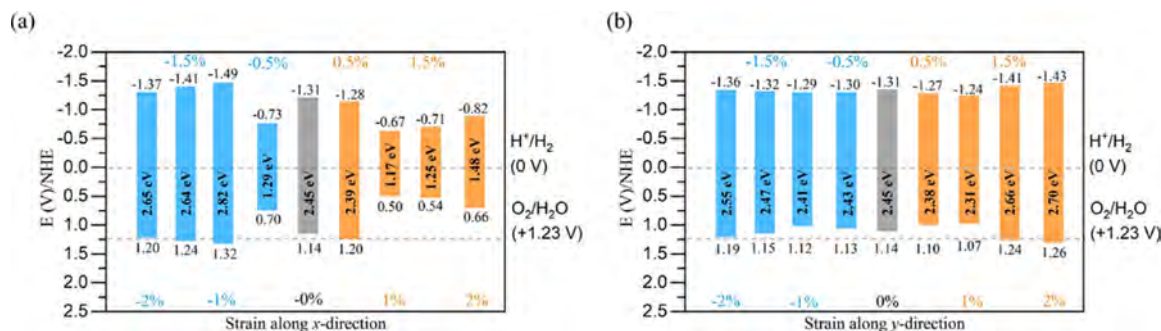 (a)
-2.0
-1.5
-1.0
-0.5
0.0
0.5
1.0
1.5
2.0
2.5
E (V)/NHE
-1.5% -0.5% 0.5% 1.5%
-1.37 -1.41 -1.49 -0.73 -1.31 -1.28 -0.67 -0.71 -0.82
2.65 eV 2.64 eV 2.82 eV 1.29 eV 2.45 eV 2.39 eV 1.17 eV 1.25 eV 1.48 eV
1.20 1.24 1.32 0.70 1.14 1.20 0.50 0.54 0.66
-2% -1% -0% 1% 2%
Strain along x-direction
H+/H2
(0 V)
O2/H2O
(+1.23 V)
(b)
-2.0
-1.5
-1.0
-0.5
0.0
0.5
1.0
1.5
2.0
2.5
E (V)/NHE
-1.5% -0.5% 0.5% 1.5%
-1.36 -1.32 -1.29 -1.30 -1.31 -1.27 -1.24 -1.41 -1.43
2.55 eV 2.47 eV 2.41 eV 2.43 eV 2.45 eV 2.38 eV 2.31 eV 2.66 eV 2.70 eV
1.19 1.15 1.12 1.13 1.14 1.10 1.07 1.24 1.26
-2% -1% 0% 1% 2%
Strain along y-direction
H+/H2
(0 V)
O2/H2O
(+1.23 V)